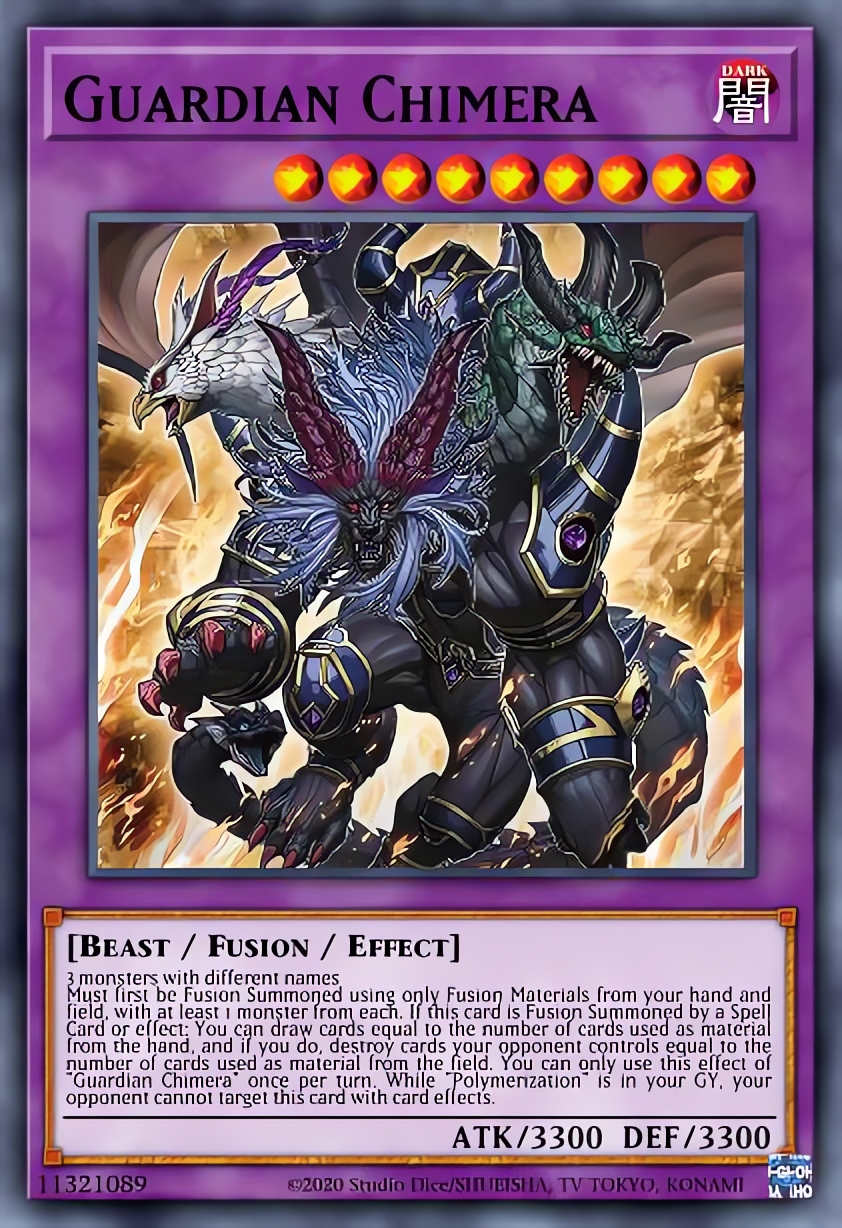 GUARDIAN CHIMERA
DARK
闇
[BEAST / FUSION / EFFECT]
3 monsters with different names
Must first be Fusion Summoned using only Fusion Materials from your hand and
field, with at least 1 monster from each. If this card is Fusion Summoned by a Spell
Card or effect: You can draw cards equal to the number of cards used as material
from the hand, and if you do, destroy cards your opponent controls equal to the
number of cards used as material from the field. You can only use this effect of
"Guardian Chimera" once per turn. While "Polymerization" is in your GY, your
opponent cannot target this card with card effects.
ATK/3300 DEF/3300
11321089
©2020 Studio Dice/SHUEISHA, TV TOKYO, KONAMI